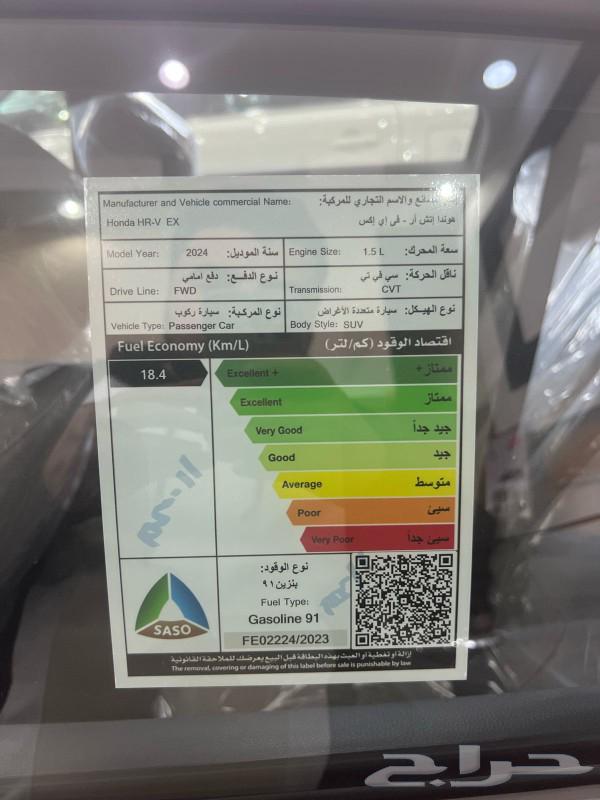 Manufacturer and Vehicle commercial Name: والاسم التجاري للمركبة:
Honda HR-V EX هوندا إتش آر - في إي إكس
Model Year: 2024 سنة الموديل: Engine Size: 1.5 L سعة المحرك:
نوع الدفع: دفع امامي ناقل الحركة: سي في تي
Drive Line: FWD Transmission: CVT
نوع المركبة: سيارة ركوب نوع الهيكل: سيارة متعددة الأغراض
Vehicle Type: Passenger Car Body Style: SUV
Fuel Economy (Km/L) اقتصاد الوقود (كم/لتر)
18.4 Excellent + ممتاز +
Excellent ممتاز
Very Good جيد جداً
Good جيد
Average متوسط
Poor سيئ
Very Poor سيئ جداً
نوع الوقود:
بنزين ٩١
Fuel Type:
Gasoline 91
SASO FE02224/2023
إزالة أو تغطية أو العبث بهذه البطاقة قبل البيع يعرضك للملاحقة القانونية
The removal, covering or damaging of this label before sale is punishable by law
حراج